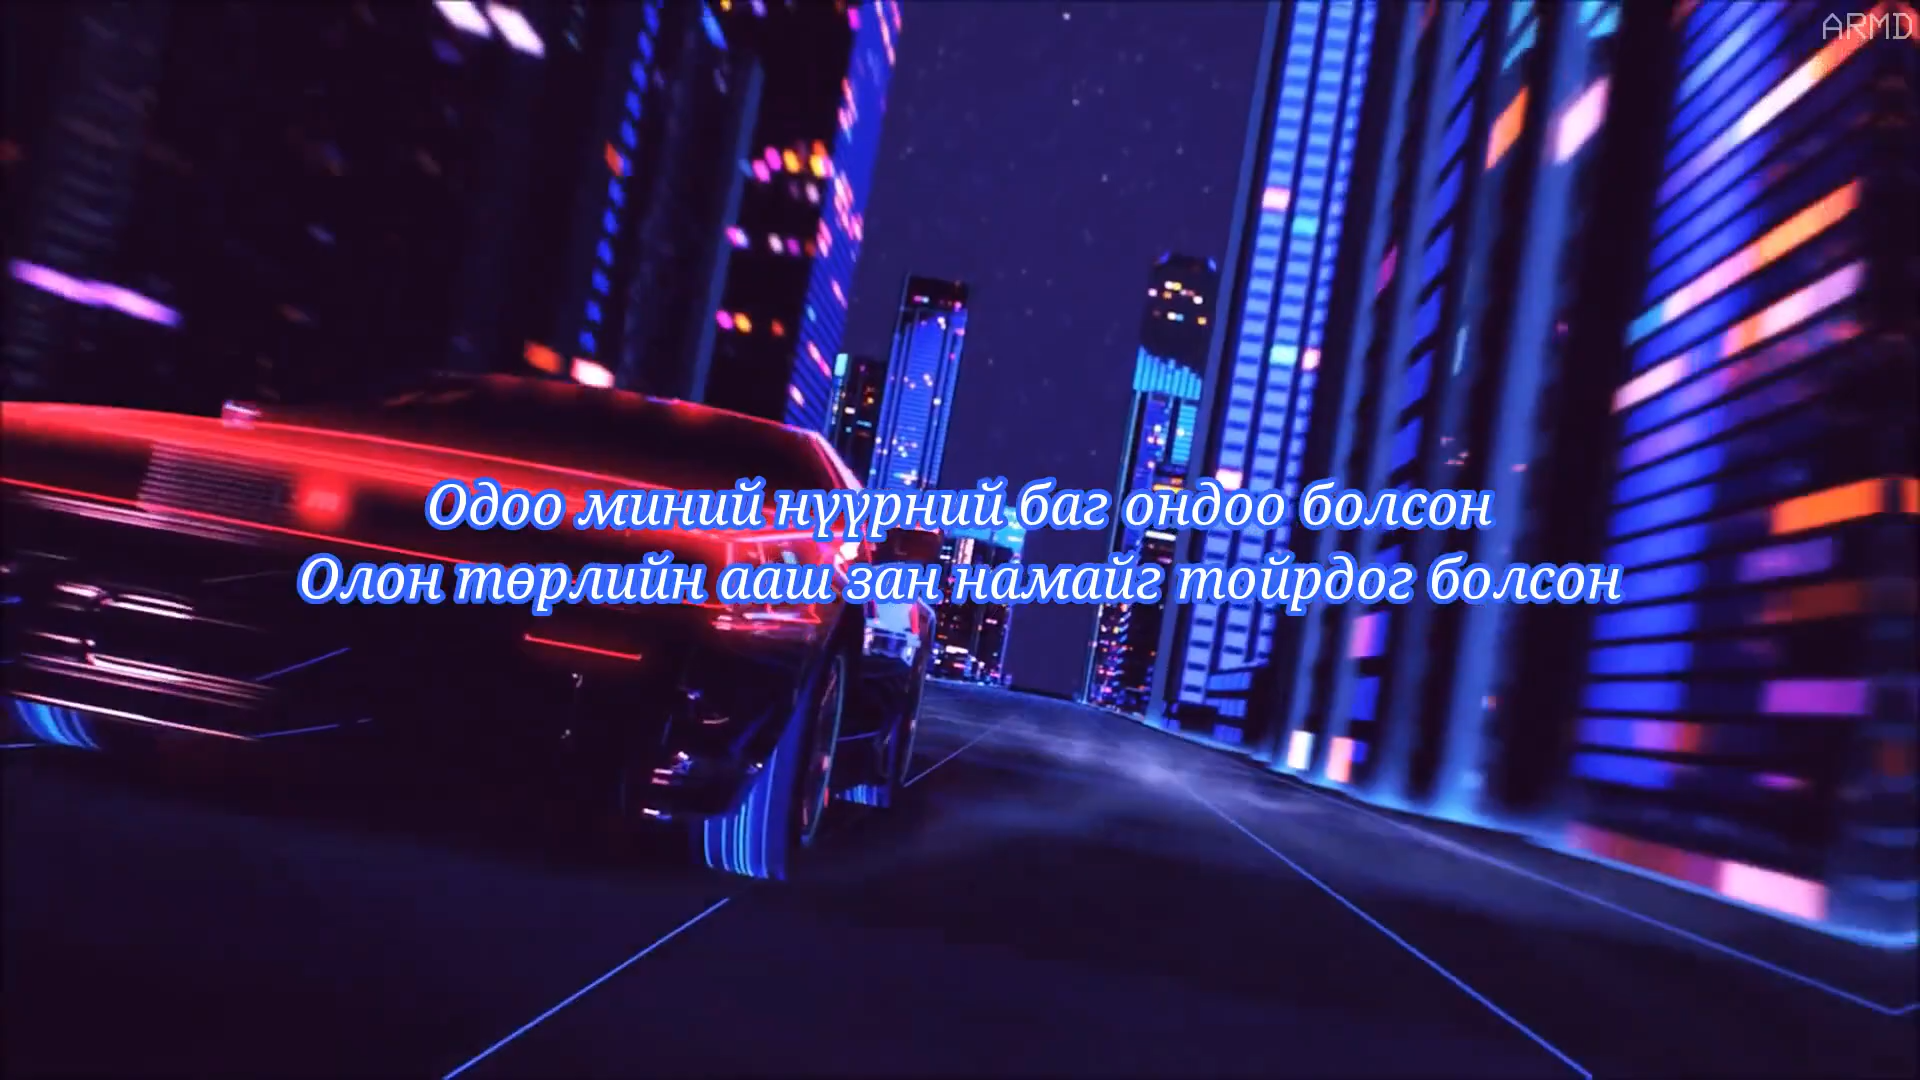 ARMD
Одоо миний нүүрний баг ондоо болсон
Олон төрлийн ааш зан намайг тойрдог болсон